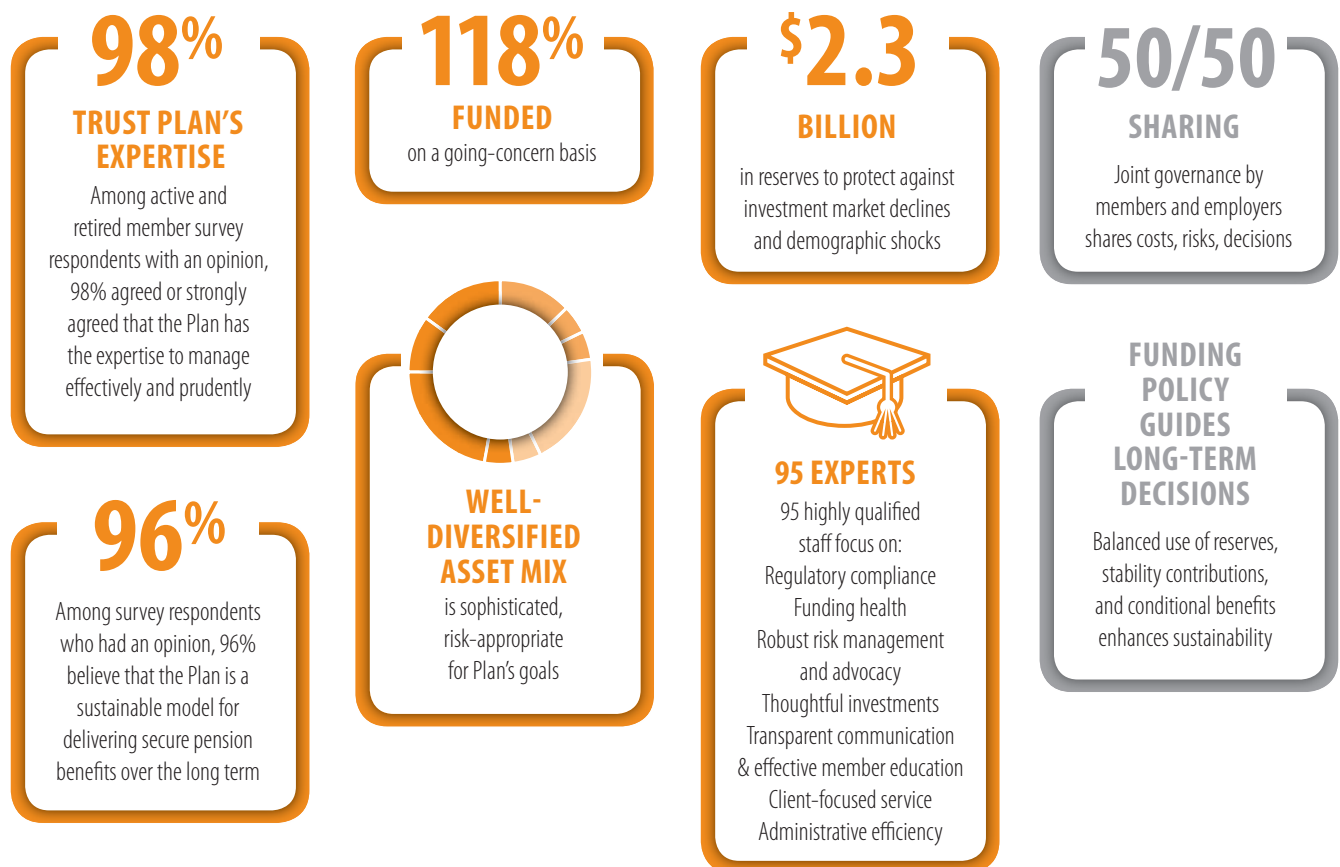 98%
TRUST PLAN’S
EXPERTISE
Among active and
retired member survey
respondents with an opinion,
98% agreed or strongly
agreed that the Plan has
the expertise to manage
effectively and prudently
96%
Among survey respondents
who had an opinion, 96%
believe that the Plan is a
sustainable model for
delivering secure pension
benefits over the long term
118%
FUNDED
on a going-concern basis
WELL-
DIVERSIFIED
ASSET MIX
is sophisticated,
risk-appropriate
for Plan’s goals
$2.3
BILLION
in reserves to protect against
investment market declines
and demographic shocks
95 EXPERTS
95 highly qualified
staff focus on:
Regulatory compliance
Funding health
Robust risk management
and advocacy
Thoughtful investments
Transparent communication
& effective member education
Client-focused service
Administrative efficiency
50/50
SHARING
Joint governance by
members and employers
shares costs, risks, decisions
FUNDING
POLICY
GUIDES
LONG-TERM
DECISIONS
Balanced use of reserves,
stability contributions,
and conditional benefits
enhances sustainability